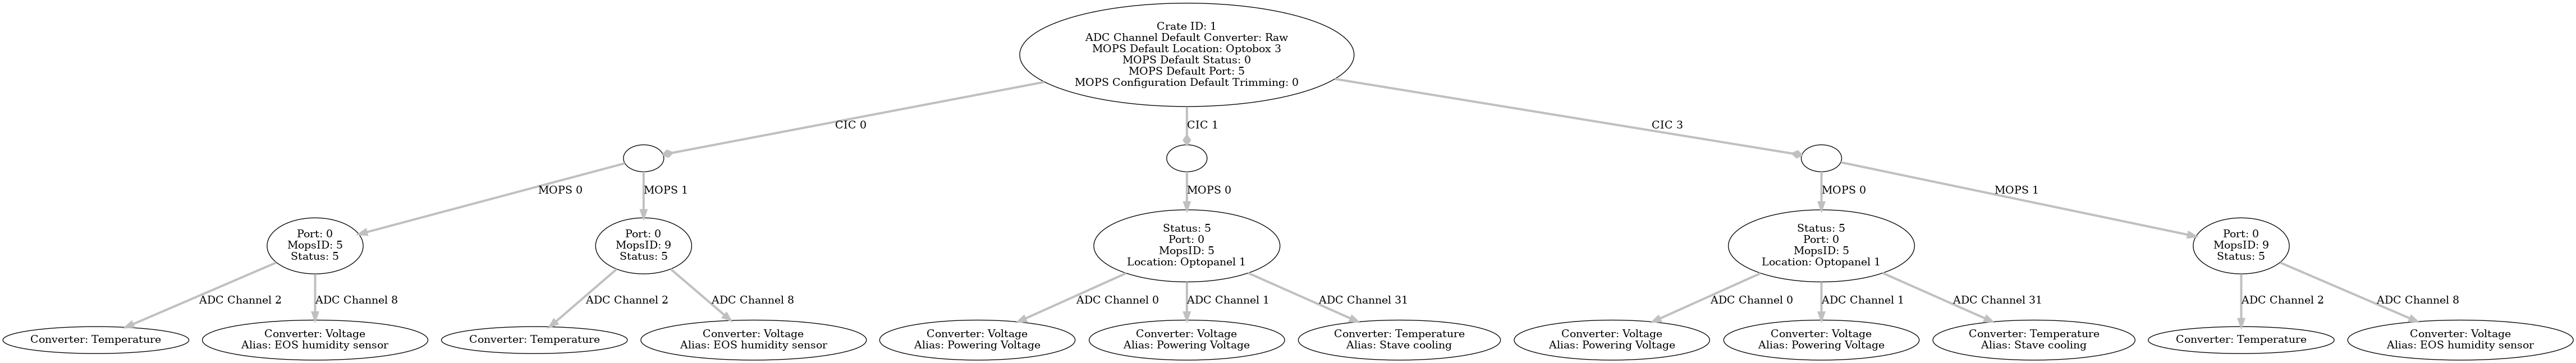 Crate ID: 1
ADC Channel Default Converter: Raw
MOPS Default Location: Optobox 3
MOPS Default Status: 0
MOPS Default Port: 5
MOPS Configuration Default Trimming: 0
CIC 0
CIC 1
CIC 3
MOPS 0
MOPS 1
MOPS 0
MOPS 0
MOPS 1
Port: 0
MopsID: 5
Status: 5
Port: 0
MopsID: 9
Status: 5
Status: 5
Port: 0
MopsID: 5
Location: Optopanel 1
Status: 5
Port: 0
MopsID: 5
Location: Optopanel 1
Port: 0
MopsID: 9
Status: 5
ADC Channel 2
ADC Channel 8
ADC Channel 2
ADC Channel 8
ADC Channel 0
ADC Channel 1
ADC Channel 31
ADC Channel 0
ADC Channel 1
ADC Channel 31
ADC Channel 2
ADC Channel 8
Converter: Temperature
Converter: Voltage
Alias: EOS humidity sensor
Converter: Temperature
Converter: Voltage
Alias: EOS humidity sensor
Converter: Voltage
Alias: Powering Voltage
Converter: Voltage
Alias: Powering Voltage
Converter: Temperature
Alias: Stave cooling
Converter: Voltage
Alias: Powering Voltage
Converter: Voltage
Alias: Powering Voltage
Converter: Temperature
Alias: Stave cooling
Converter: Temperature
Converter: Voltage
Alias: EOS humidity sensor